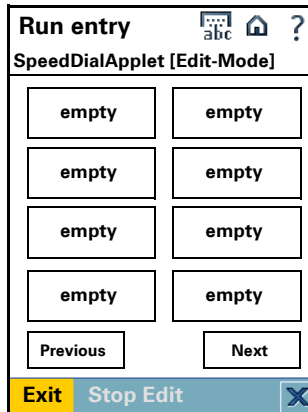 Run entry abc ?
SpeedDialApplet [Edit-Mode]
empty empty
empty empty
empty empty
empty empty
Previous Next
Exit Stop Edit X